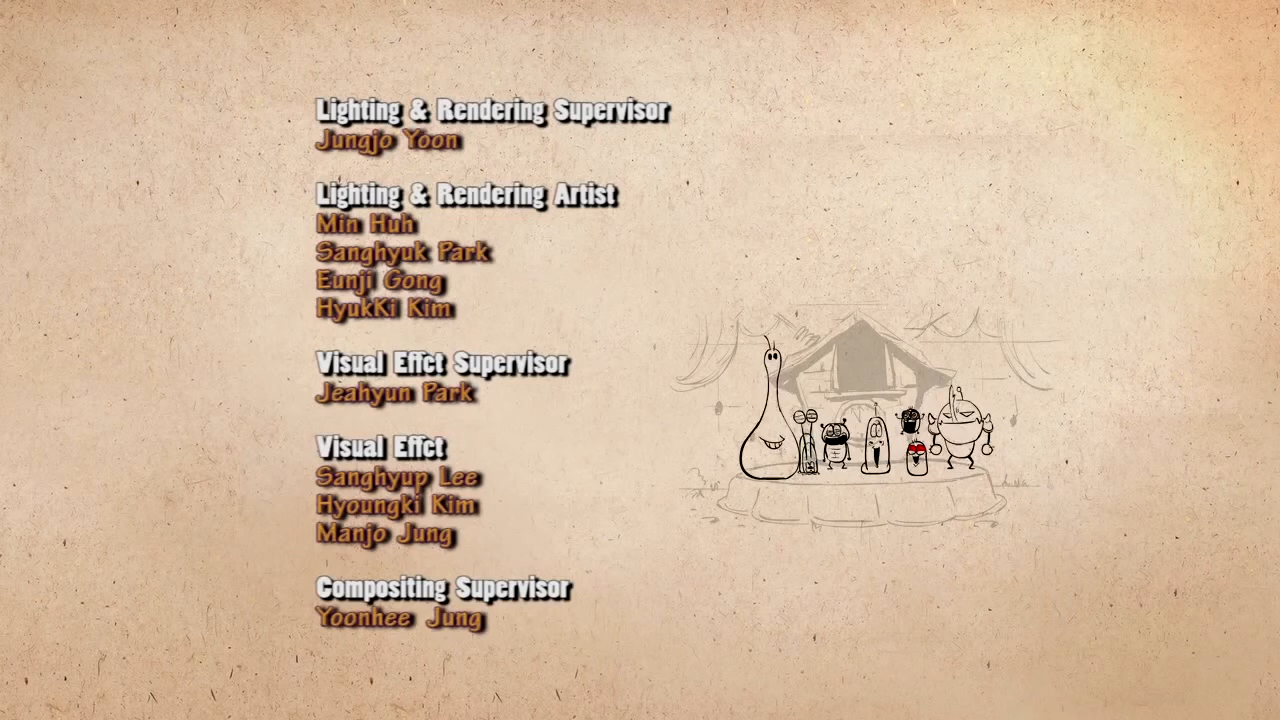 Lighting & Rendering Supervisor
Jungjo Yoon
Lighting & Rendering Artist
Min Huh
Sanghyuk Park
Eunji Gong
HyukKi Kim
Visual Effct Supervisor
Jeahyun Park
Visual Effct
Sanghyup Lee
Hyoungki Kim
Manjo Jung
Compositing Supervisor
Yoonhee Jung